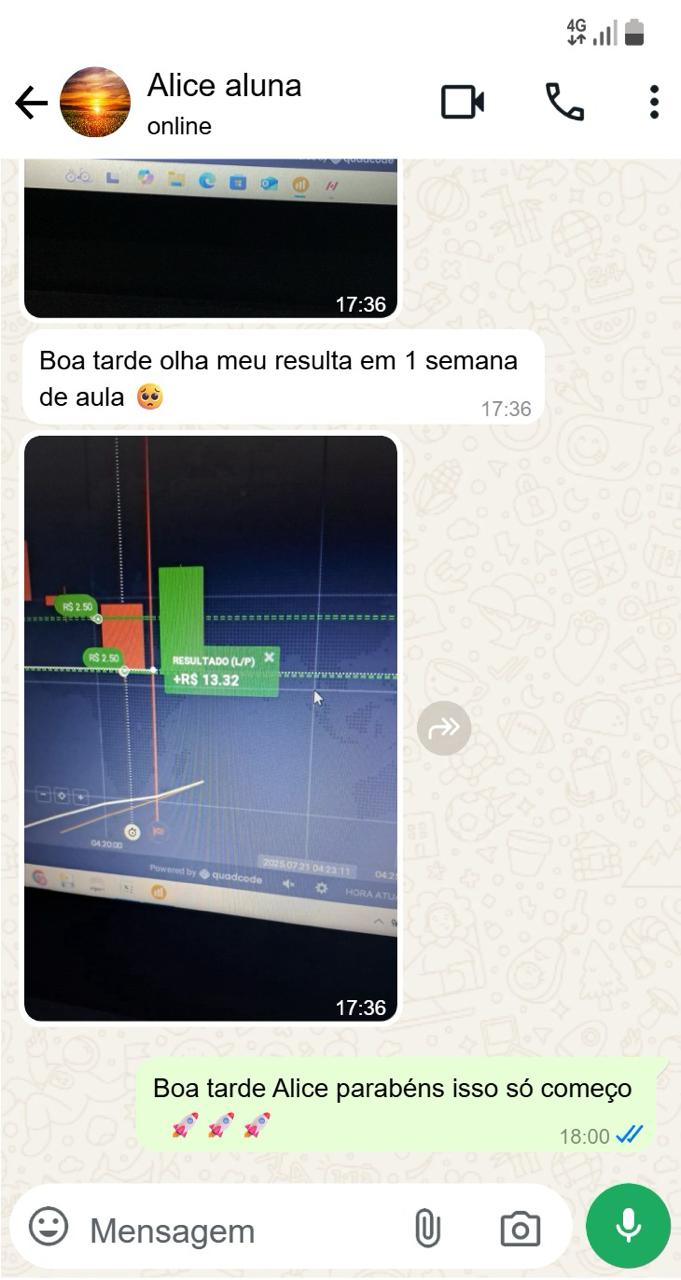 4G
Alice aluna
online
quadcode
17:36
Boa tarde olha meu resulta em 1 semana
de aula 🥺
17:36
R$ 2.50
R$ 2.50
RESULTADO (L/P)
+R$ 13.32
04:20:00
2025.07.21 04:23:11
Powered by quadcode
HORA ATU
17:36
Boa tarde Alice parabéns isso só começo
🚀🚀🚀
18:00
Mensagem